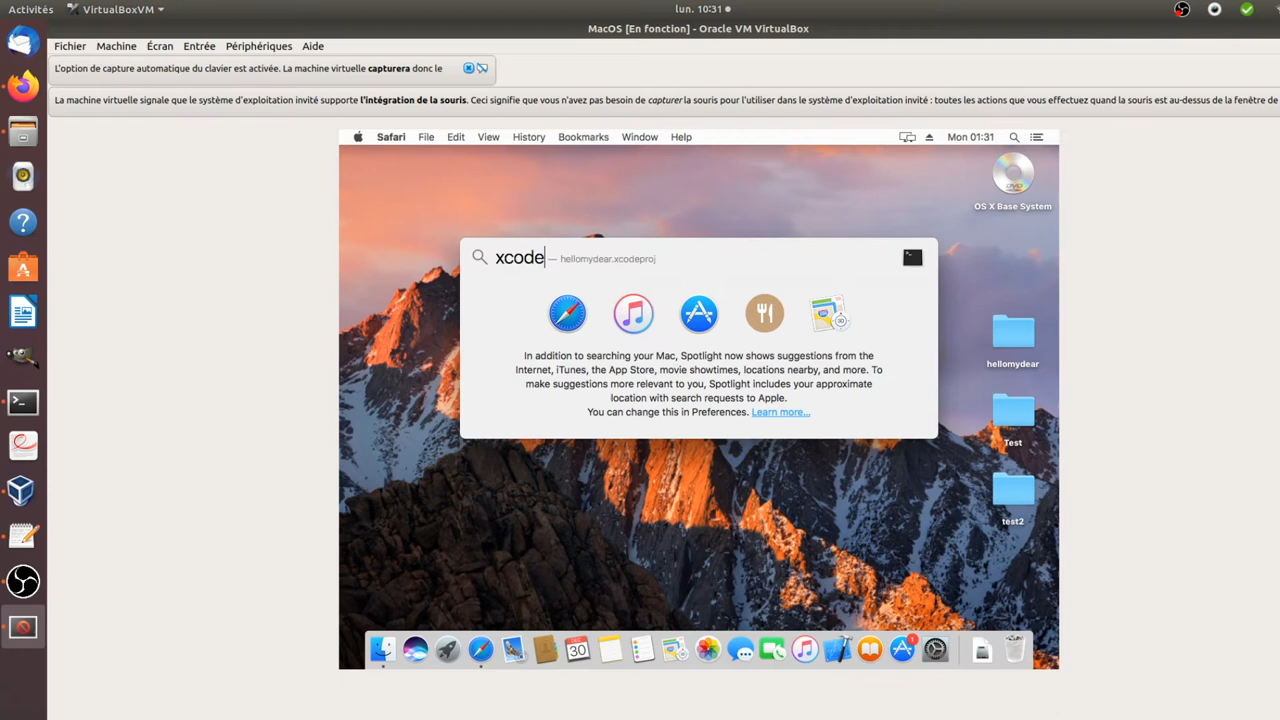 Activités
VirtualBoxVM
lun. 10:31
MacOS [En fonction] - Oracle VM VirtualBox
Fichier Machine Écran Entrée Périphériques Aide
L'option de capture automatique du clavier est activée. La machine virtuelle capturera donc le
La machine virtuelle signale que le système d'exploitation invité supporte l'intégration de la souris. Ceci signifie que vous n'avez pas besoin de capturer la souris pour l'utiliser dans le système d'exploitation invité : toutes les actions que vous effectuez quand la souris est au-dessus de la fenêtre de
Safari File Edit View History Bookmarks Window Help
Mon 01:31
OS X Base System
xcode — hellomydear.xcodeproj
In addition to searching your Mac, Spotlight now shows suggestions from the
Internet, iTunes, the App Store, movie showtimes, locations nearby, and more. To
make suggestions more relevant to you, Spotlight includes your approximate
location with search requests to Apple.
You can change this in Preferences. Learn more...
hellomydear
Test
test2
DEC
30
1